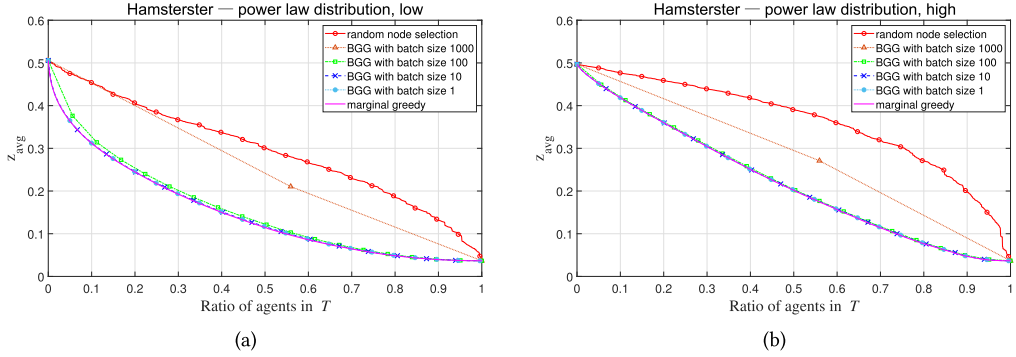 Hamsterster — power law distribution, low
random node selection
BGG with batch size 1000
BGG with batch size 100
BGG with batch size 10
BGG with batch size 1
marginal greedy
0.6
0.5
0.4
0.3
0.2
0.1
0
z_avg
0 0.1 0.2 0.3 0.4 0.5 0.6 0.7 0.8 0.9 1
Ratio of agents in T
(a)
Hamsterster — power law distribution, high
random node selection
BGG with batch size 1000
BGG with batch size 100
BGG with batch size 10
BGG with batch size 1
marginal greedy
0.6
0.5
0.4
0.3
0.2
0.1
0
z_avg
0 0.1 0.2 0.3 0.4 0.5 0.6 0.7 0.8 0.9 1
Ratio of agents in T
(b)